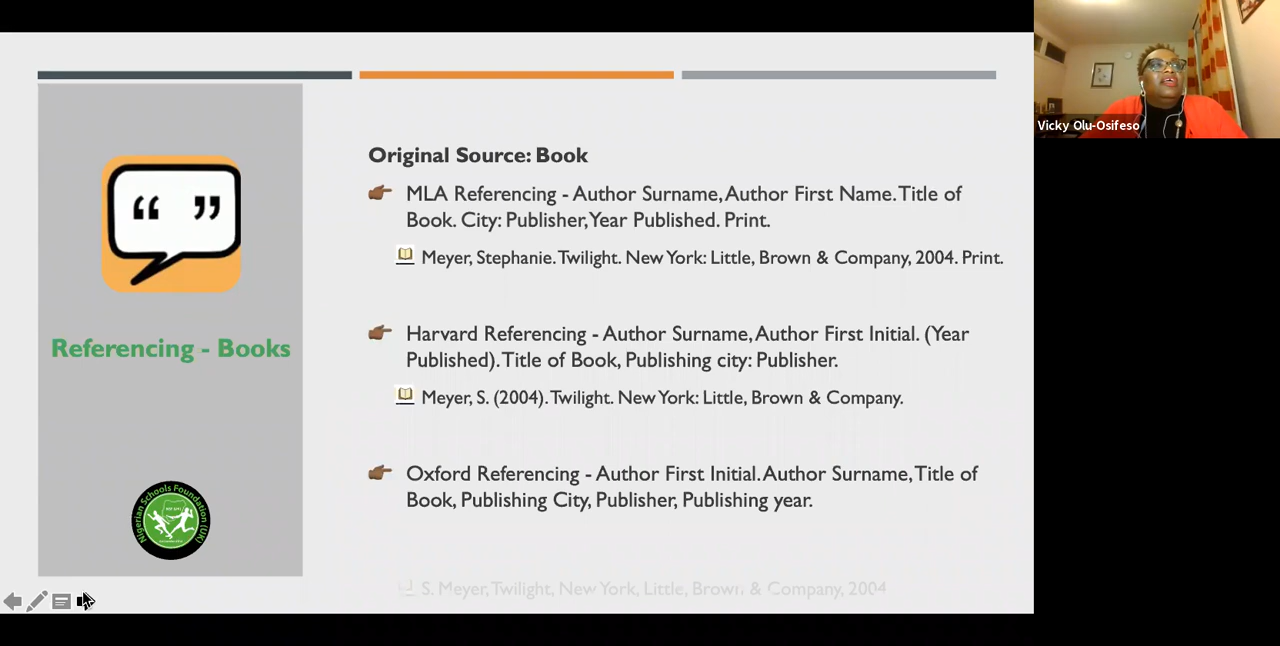 Vicky Olu-Osifeso
Original Source: Book
MLA Referencing - Author Surname, Author First Name. Title of
Book. City: Publisher, Year Published. Print.
Meyer, Stephanie. Twilight. New York: Little, Brown & Company, 2004. Print.
Harvard Referencing - Author Surname, Author First Initial. (Year
Published). Title of Book, Publishing city: Publisher.
Meyer, S. (2004). Twilight. New York: Little, Brown & Company.
Oxford Referencing - Author First Initial. Author Surname, Title of
Book, Publishing City, Publisher, Publishing year.
S. Meyer, Twilight, New York, Little, Brown & Company, 2004
“ ”
Referencing - Books
Nigerian Schools Foundation (UK)